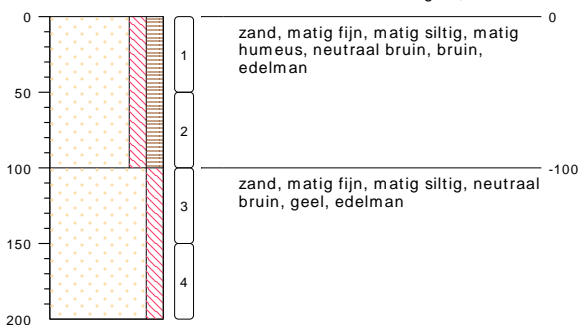 0
0
zand, matig fijn, matig siltig, matig
humeus, neutraal bruin, bruin,
edelman
1
50
2
100
-100
zand, matig fijn, matig siltig, neutraal
bruin, geel, edelman
3
150
4
200